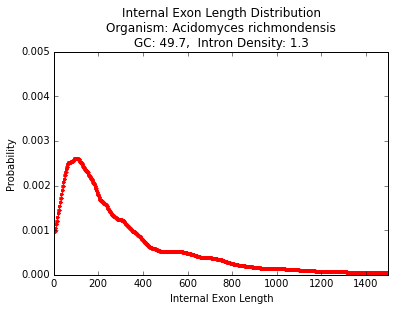 Internal Exon Length Distribution
Organism: Acidomyces richmondensis
GC: 49.7,  Intron Density: 1.3
0.005
0.004
0.003
0.002
0.001
0.000
Probability
0 200 400 600 800 1000 1200 1400
Internal Exon Length